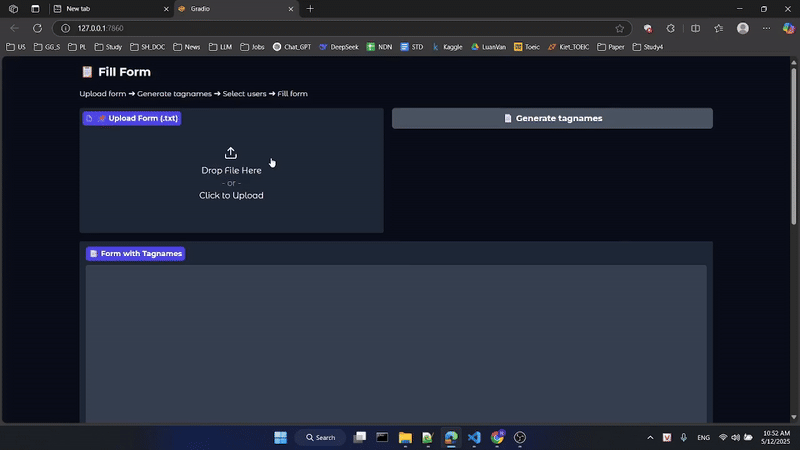 New tab
Gradio
127.0.0.1:7860
US
GG_S
PL
Study
SH_DOC
News
LLM
Jobs
Chat_GPT
DeepSeek
NDN
STD
Kaggle
LuanVan
Toeic
Kirt_TOEIC
Paper
Study4
Fill Form
Upload form ➜ Generate tagnames ➜ Select users ➜ Fill form
Upload Form (.txt)
Generate tagnames
Drop File Here
- or -
Click to Upload
Form with Tagnames
Search
ENG
10:52 AM
5/12/2025